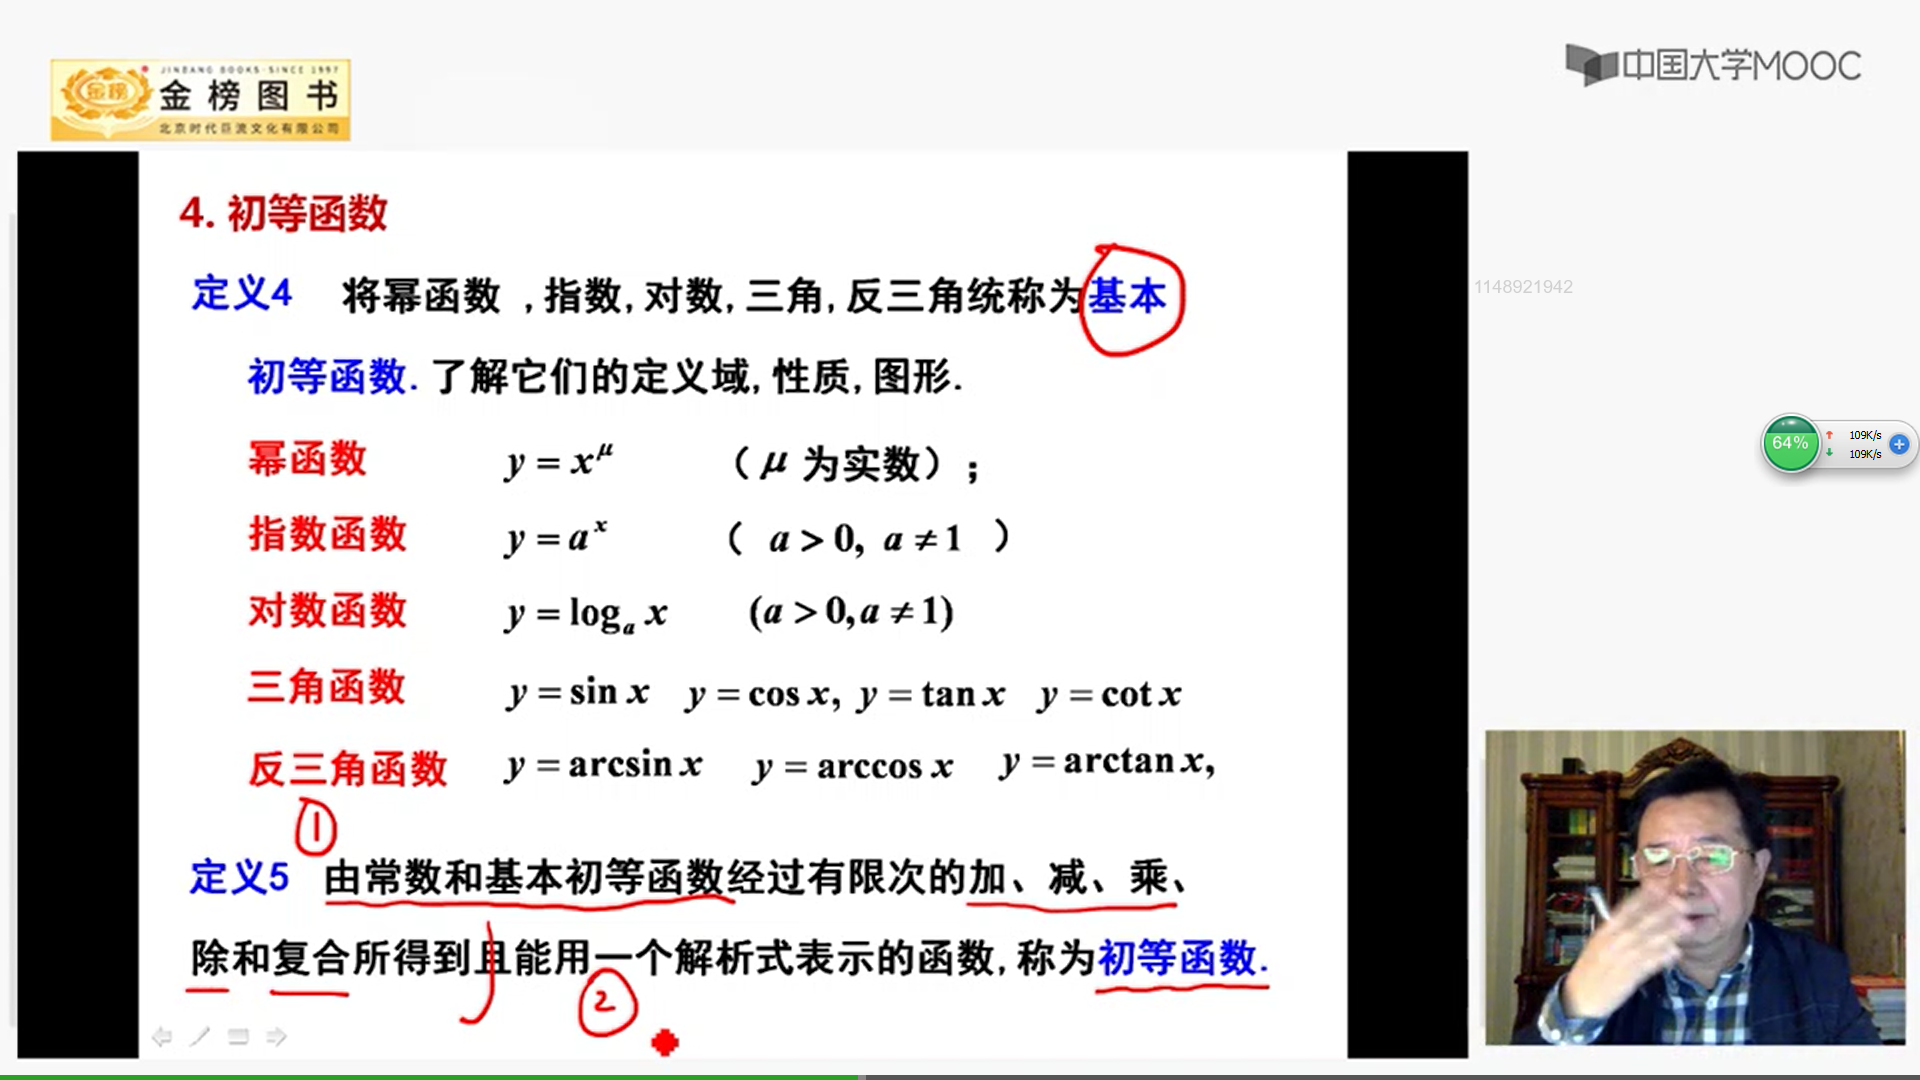 JINBANG BOOKS·SINCE 1997
金榜
金榜图书
北京时代巨流文化有限公司
中国大学MOOC
4. 初等函数
定义4 将幂函数 ,指数,对数,三角,反三角统称为基本
1148921942
初等函数. 了解它们的定义域,性质,图形.
幂函数 y = x^μ （μ 为实数）;
64% 109K/s
109K/s
指数函数 y = a^x （ a > 0, a ≠ 1 ）
对数函数 y = log_a x (a > 0, a ≠ 1)
三角函数 y = sin x y = cos x, y = tan x y = cot x
反三角函数 y = arcsin x y = arccos x y = arctan x,
①
定义5 由常数和基本初等函数经过有限次的加、减、乘、
除和复合所得到且能用一个解析式表示的函数,称为初等函数.
②